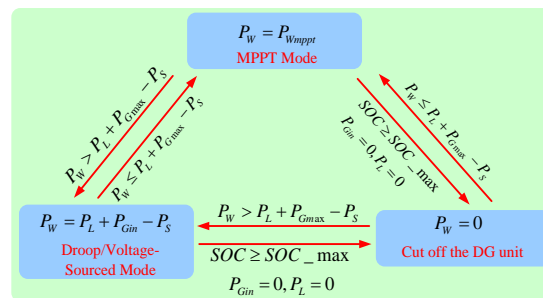 P_W = P_Wmppt
MPPT Mode
P_W > P_L + P_Gmax − P_S
P_W ≤ P_L + P_Gmax − P_S
SOC ≥ SOC _ max
P_Gin = 0, P_L = 0
P_W ≤ P_L + P_Gmax − P_S
P_W = P_L + P_Gin − P_S
Droop/Voltage-
Sourced Mode
P_W > P_L + P_Gmax − P_S
SOC ≥ SOC _ max
P_Gin = 0, P_L = 0
P_W = 0
Cut off the DG unit